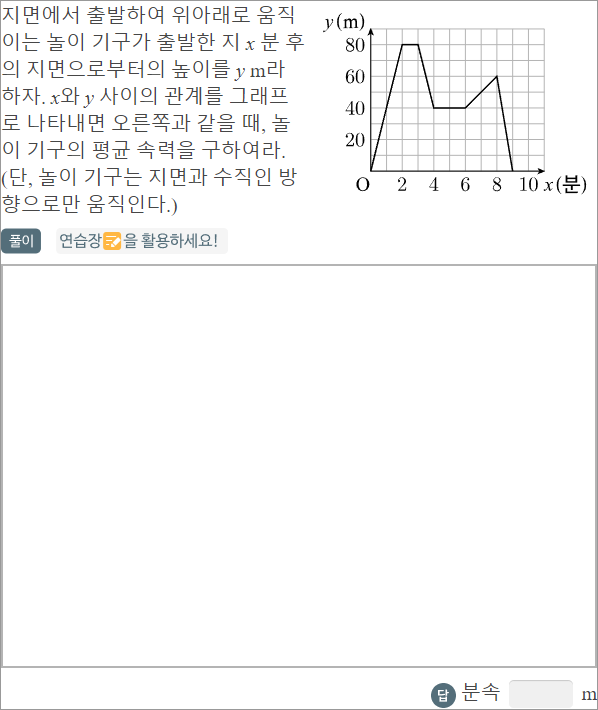 지면에서 출발하여 위아래로 움직
이는 놀이 기구가 출발한 지 x 분 후
의 지면으로부터의 높이를 y m라
하자. x와 y 사이의 관계를 그래프
로 나타내면 오른쪽과 같을 때, 놀
이 기구의 평균 속력을 구하여라.
(단, 놀이 기구는 지면과 수직인 방
향으로만 움직인다.)
y(m)
80
60
40
20
O 2 4 6 8 10 x(분)
풀이 연습장을 활용하세요!
답 분속 m